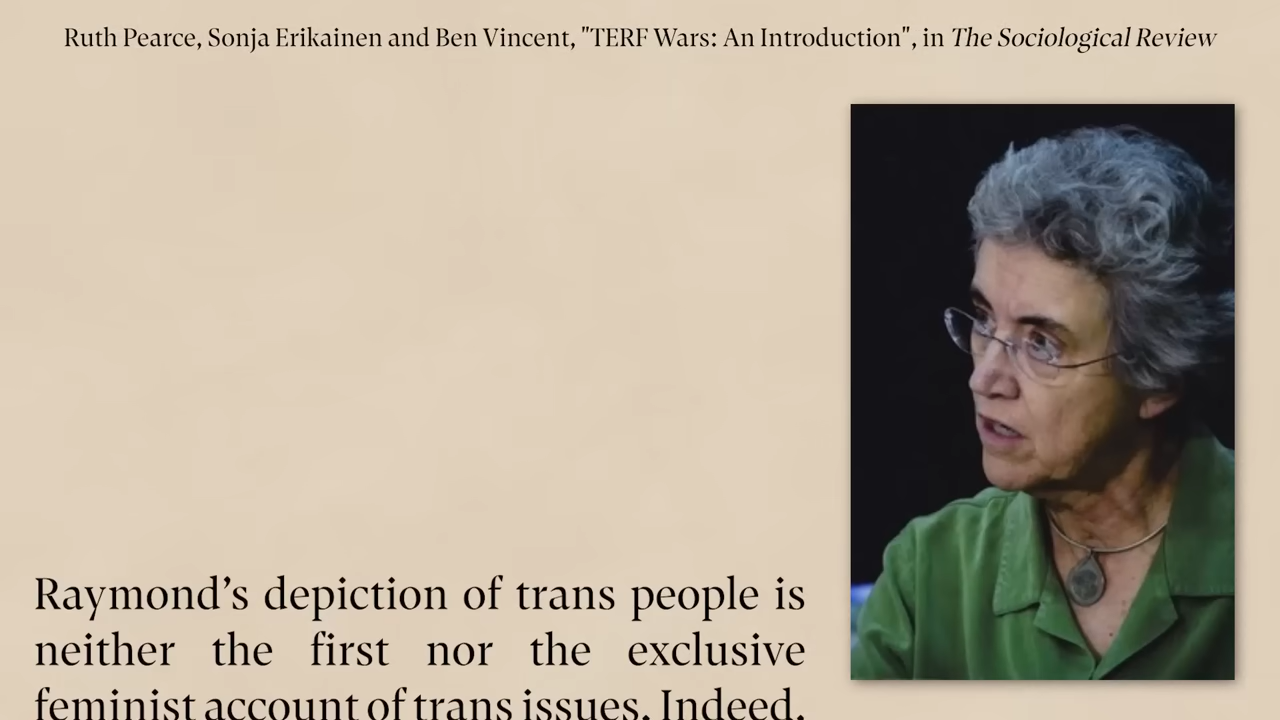 Ruth Pearce, Sonja Erikainen and Ben Vincent, "TERF Wars: An Introduction", in The Sociological Review
Raymond’s depiction of trans people is
neither the first nor the exclusive
feminist account of trans issues. Indeed,